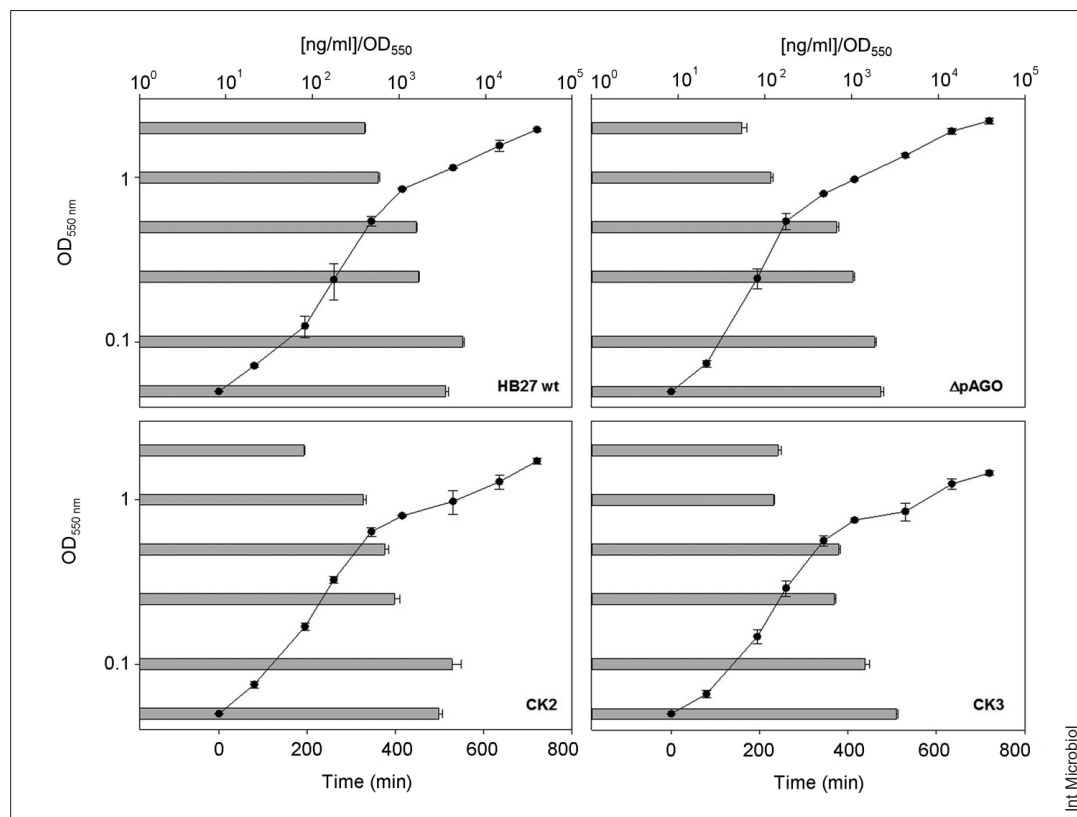 [ng/ml]/OD550 [ng/ml]/OD550
10^0 10^1 10^2 10^3 10^4 10^5 10^0 10^1 10^2 10^3 10^4 10^5
1
OD550 nm
0.1
HB27 wt ΔpAGO
1
OD550 nm
0.1
CK2 CK3
0 200 400 600 800 0 200 400 600 800
Time (min) Time (min)
Int Microbiol